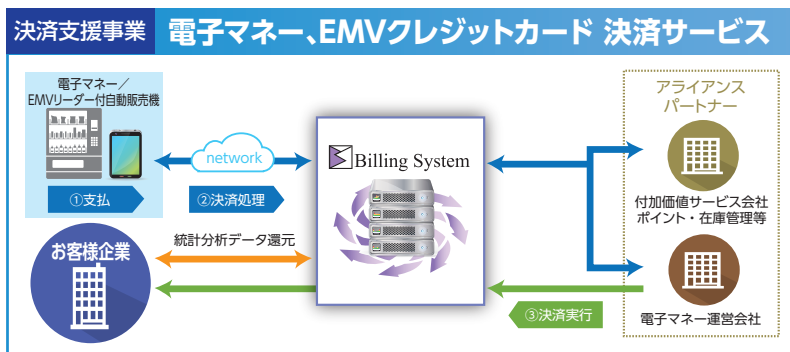 決済支援事業
電子マネー、EMVクレジットカード 決済サービス
電子マネー／
EMVリーダー付自動販売機
①支払
network
②決済処理
Billing System
アライアンス
パートナー
付加価値サービス会社
ポイント・在庫管理等
お客様企業
統計分析データ還元
③決済実行
電子マネー運営会社